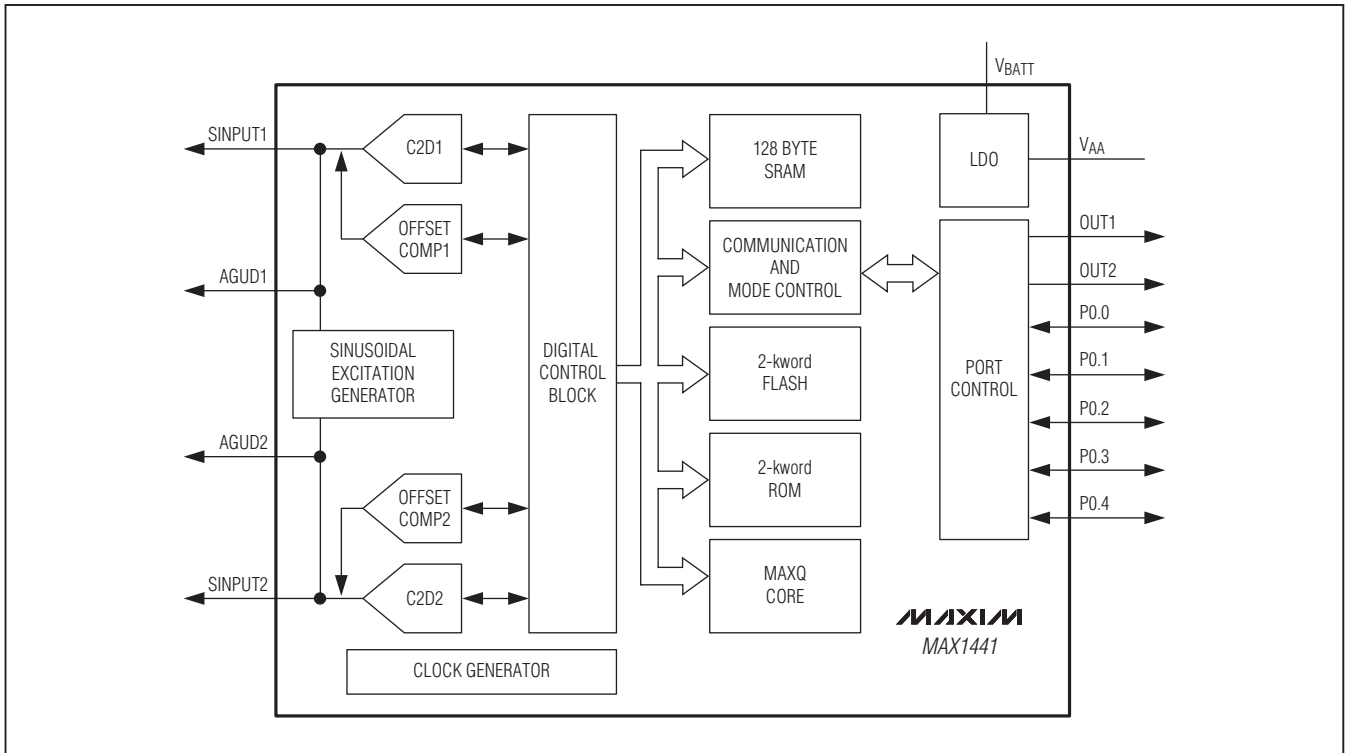 VBATT
SINPUT1
C2D1
128 BYTE
SRAM
LDO
VAA
OFFSET
COMP1
COMMUNICATION
AND
MODE CONTROL
OUT1
OUT2
AGUD1
P0.0
SINUSOIDAL
EXCITATION
GENERATOR
DIGITAL
CONTROL
BLOCK
2-kword
FLASH
PORT
CONTROL
P0.1
P0.2
AGUD2
P0.3
OFFSET
COMP2
2-kword
ROM
P0.4
SINPUT2
C2D2
MAXQ
CORE
MAXIM
MAX1441
CLOCK GENERATOR